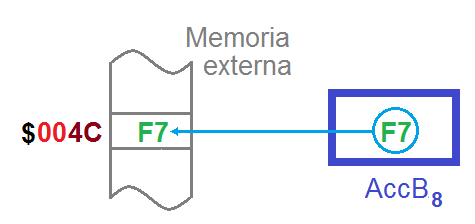 Memoria
externa
$004C
F7
F7
AccB8